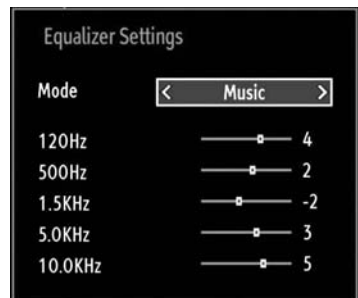 Equalizer Settings
Mode < Music >
120Hz 4
500Hz 2
1.5KHz -2
5.0KHz 3
10.0KHz 5